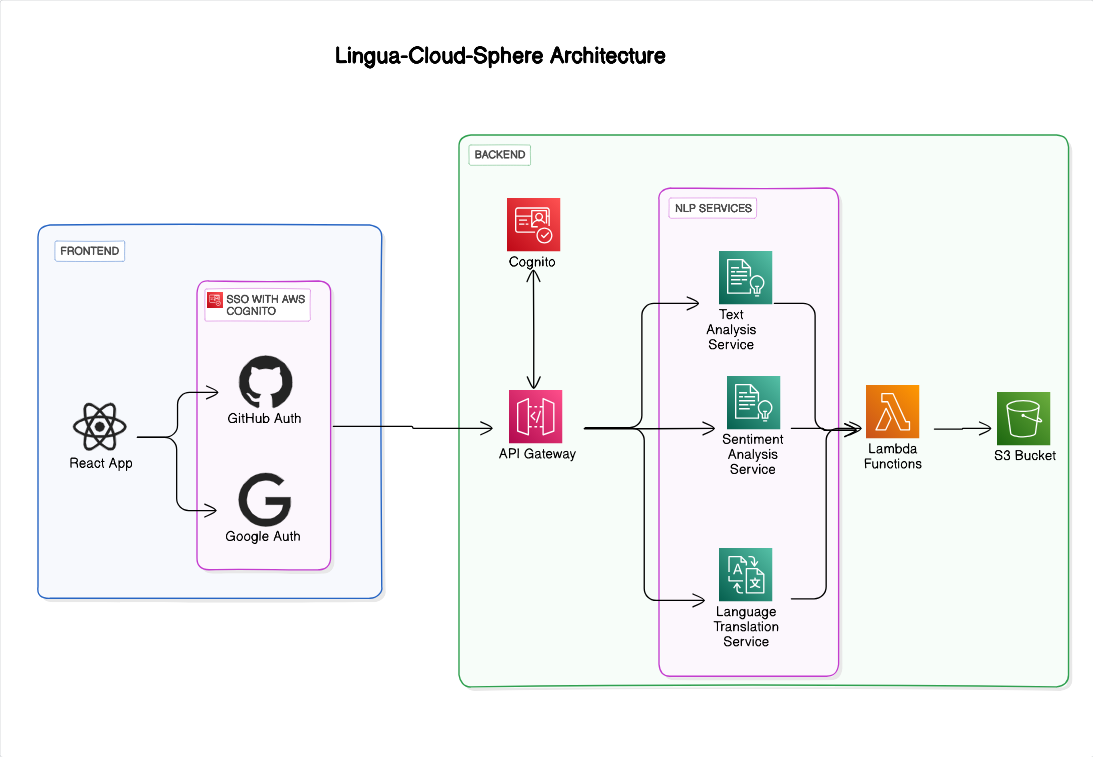 Lingua-Cloud-Sphere Architecture
FRONTEND
SSO WITH AWS
COGNITO
React App
GitHub Auth
Google Auth
BACKEND
Cognito
API Gateway
NLP SERVICES
Text
Analysis
Service
Sentiment
Analysis
Service
Language
Translation
Service
Lambda
Functions
S3 Bucket